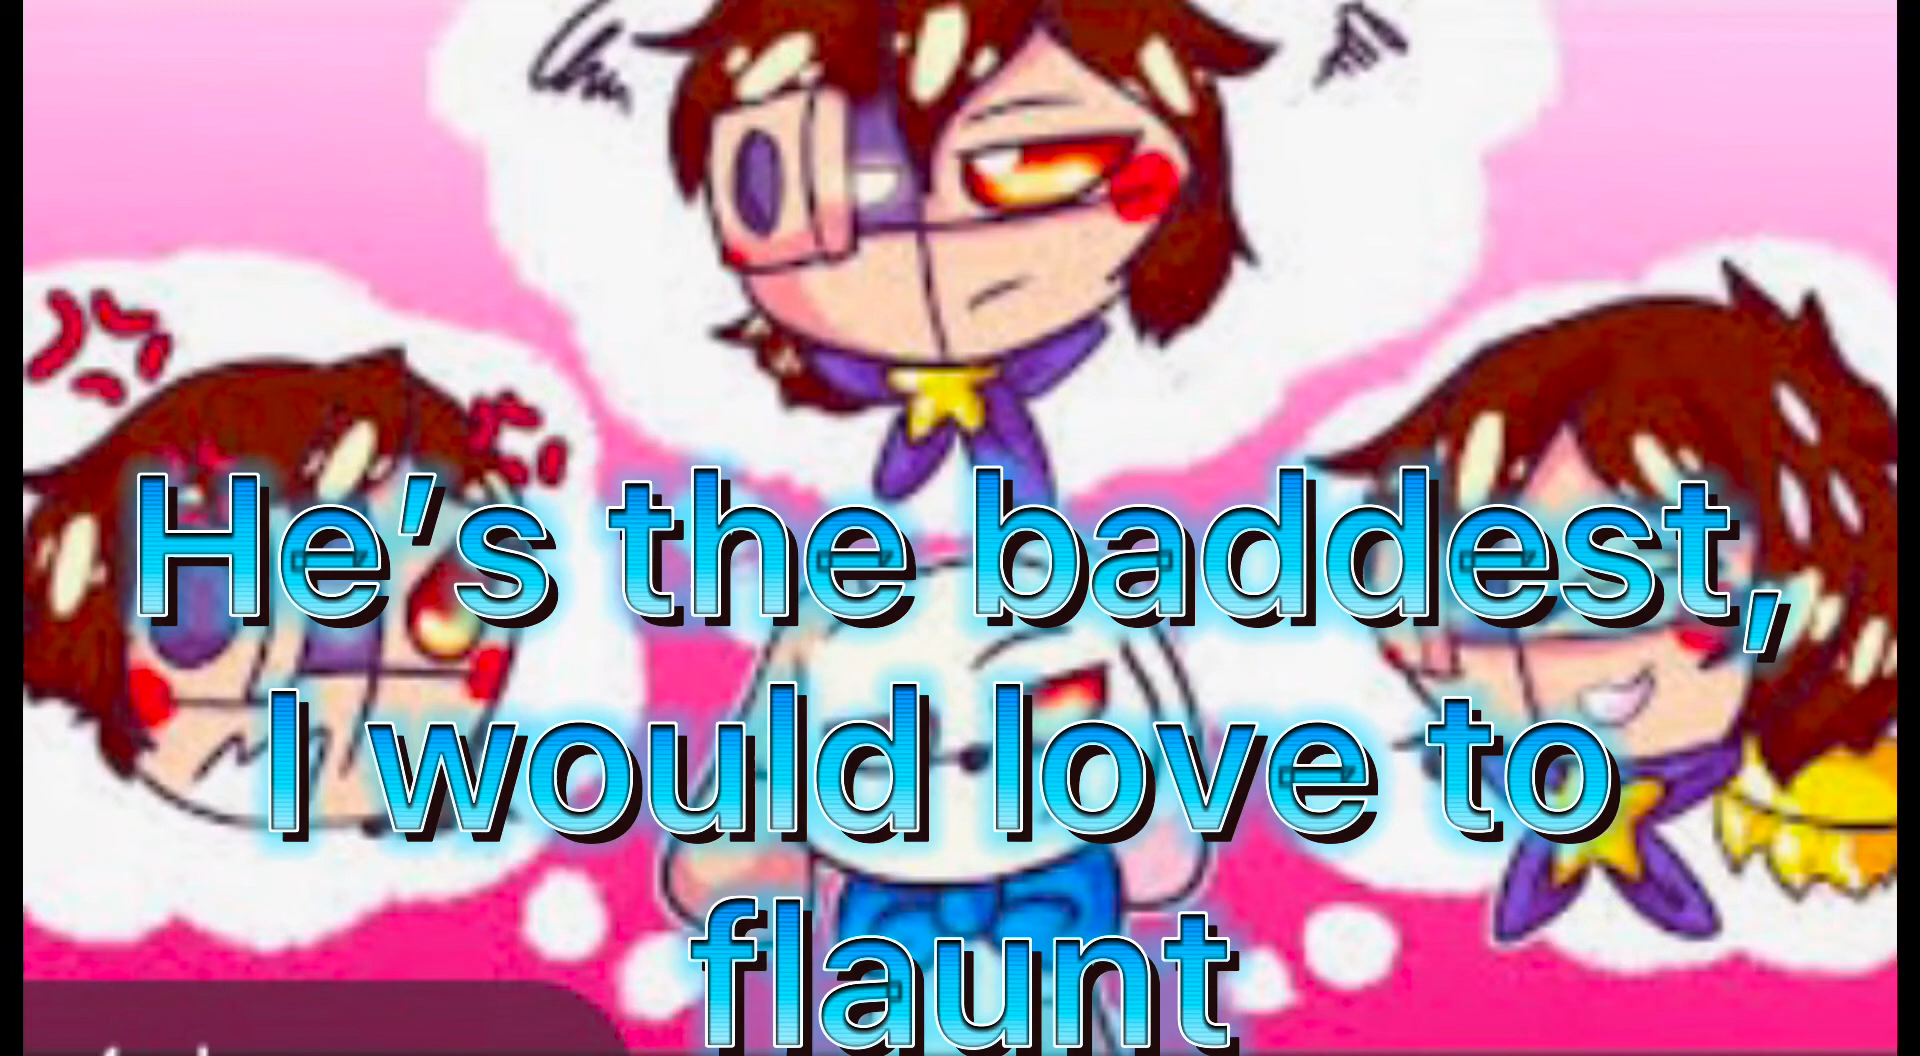 He’s the baddest,
I would love to
flaunt